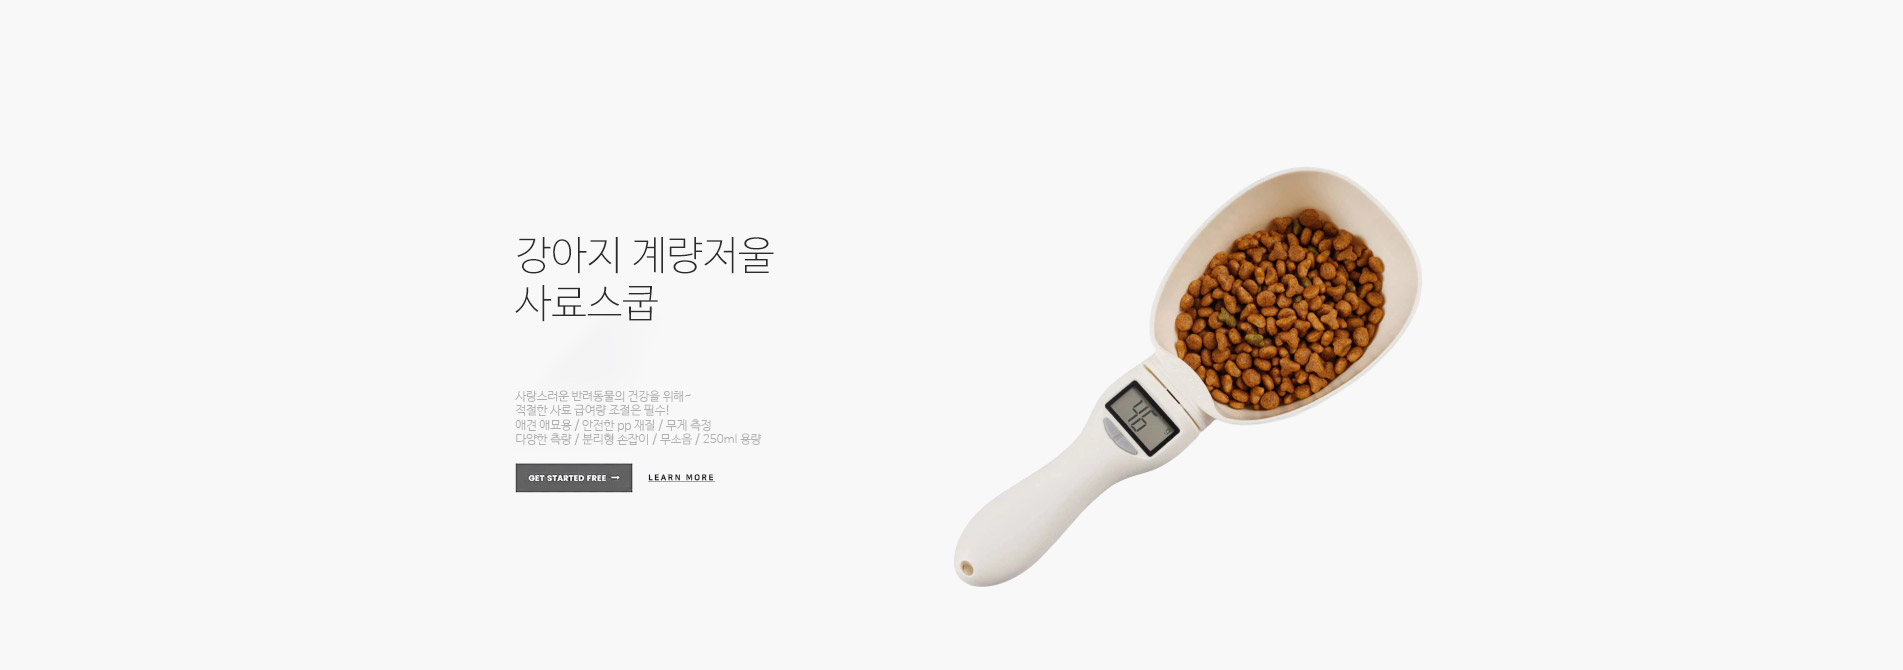 강아지 계량저울
사료스쿱
사랑스러운 반려동물의 건강을 위해~
적절한 사료 급여량 조절은 필수!
애견 애묘용 / 안전한 pp 재질 / 무게 측정
다양한 측량 / 분리형 손잡이 / 무소음 / 250ml 용량
GET STARTED FREE →
LEARN MORE